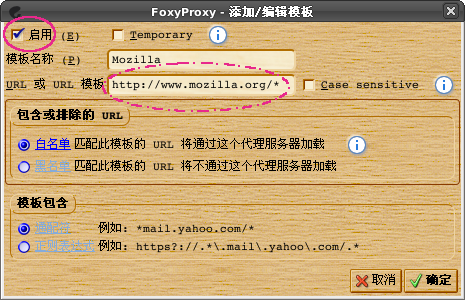 FoxyProxy - 添加/编辑模板
启用 (E) Temporary
模板名称 (P) Mozilla
URL 或 URL 模板 http://www.mozilla.org/* Case sensitive
包含或排除的 URL
白名单 匹配此模板的 URL 将通过这个代理服务器加载
黑名单 匹配此模板的 URL 将不通过这个代理服务器加载
模板包含
通配符 例如: *mail.yahoo.com/*
正则表达式 例如: https?://.*\.mail\.yahoo\.com/.*
取消 确定